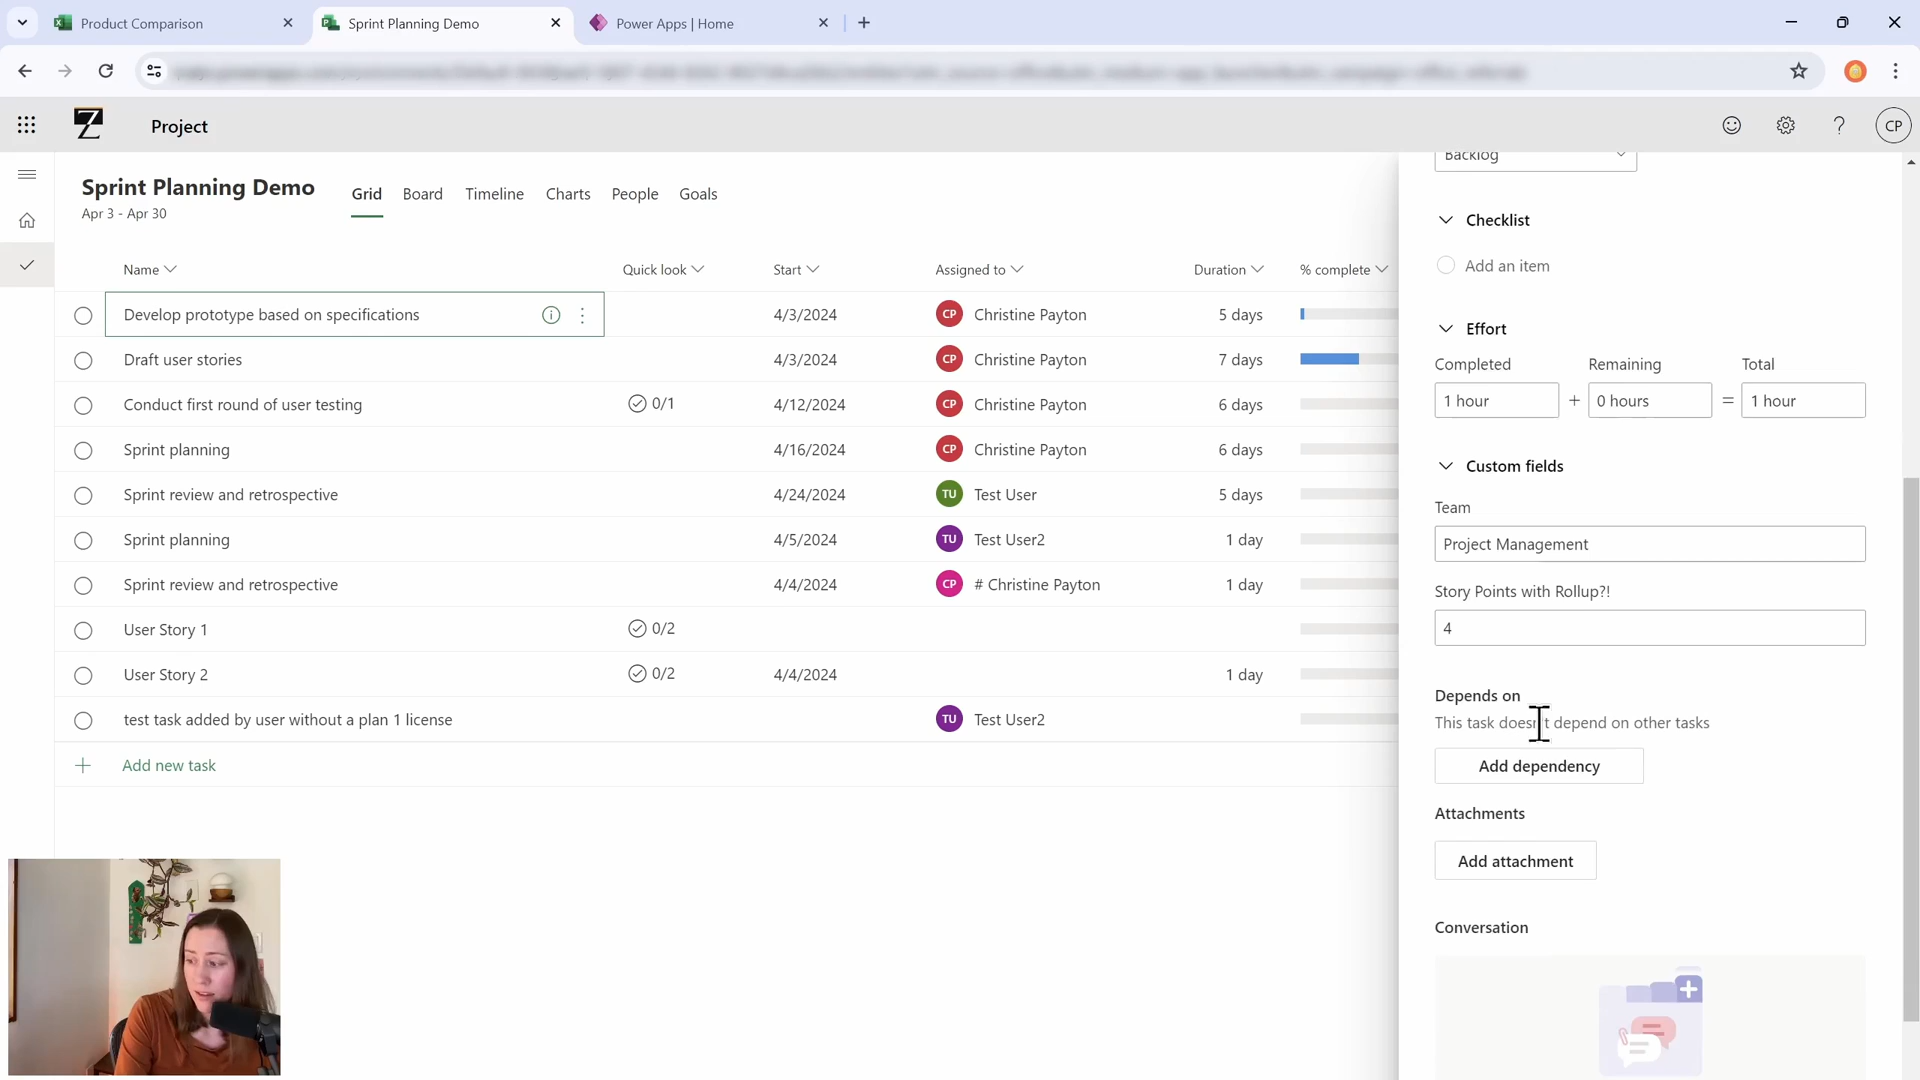 Product Comparison
Sprint Planning Demo
Power Apps | Home
Z
Project
CP
Sprint Planning Demo
Apr 3 - Apr 30
Grid
Board
Timeline
Charts
People
Goals
Name
Quick look
Start
Assigned to
Duration
% complete
Develop prototype based on specifications
4/3/2024
CP
Christine Payton
5 days
Draft user stories
4/3/2024
CP
Christine Payton
7 days
Conduct first round of user testing
0/1
4/12/2024
CP
Christine Payton
6 days
Sprint planning
4/16/2024
CP
Christine Payton
6 days
Sprint review and retrospective
4/24/2024
TU
Test User
5 days
Sprint planning
4/5/2024
TU
Test User2
1 day
Sprint review and retrospective
4/4/2024
CP
# Christine Payton
1 day
User Story 1
0/2
User Story 2
0/2
4/4/2024
1 day
test task added by user without a plan 1 license
TU
Test User2
Add new task
Backlog
Checklist
Add an item
Effort
Completed
Remaining
Total
1 hour
+
0 hours
=
1 hour
Custom fields
Team
Project Management
Story Points with Rollup?!
4
Depends on
This task doesn't depend on other tasks
Add dependency
Attachments
Add attachment
Conversation